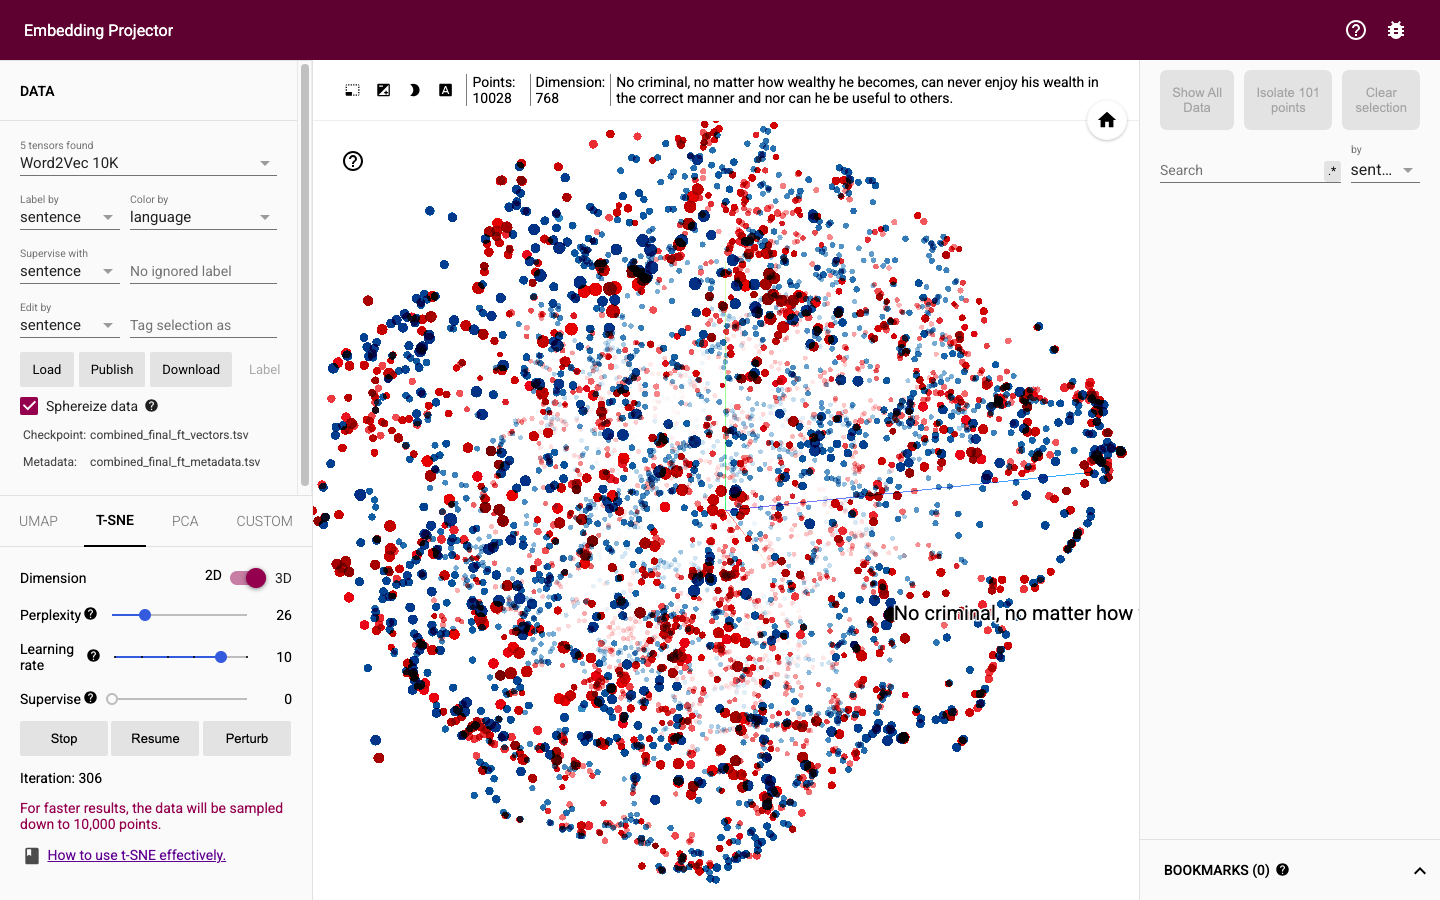 Embedding Projector
DATA
5 tensors found
Word2Vec 10K
Label by
sentence
Color by
language
Supervise with
sentence
No ignored label
Edit by
sentence
Tag selection as
Load
Publish
Download
Label
Sphereize data
Checkpoint: combined_final_ft_vectors.tsv
Metadata: combined_final_ft_metadata.tsv
UMAP
T-SNE
PCA
CUSTOM
Dimension
2D
3D
Perplexity
26
Learning
rate
10
Supervise
0
Stop
Resume
Perturb
Iteration: 306
For faster results, the data will be sampled
down to 10,000 points.
How to use t-SNE effectively.
A
Points:
10028
Dimension:
768
No criminal, no matter how wealthy he becomes, can never enjoy his wealth in
the correct manner and nor can he be useful to others.
No criminal, no matter how
Show All
Data
Isolate 101
points
Clear
selection
Search
.*
by
sent...
BOOKMARKS (0)